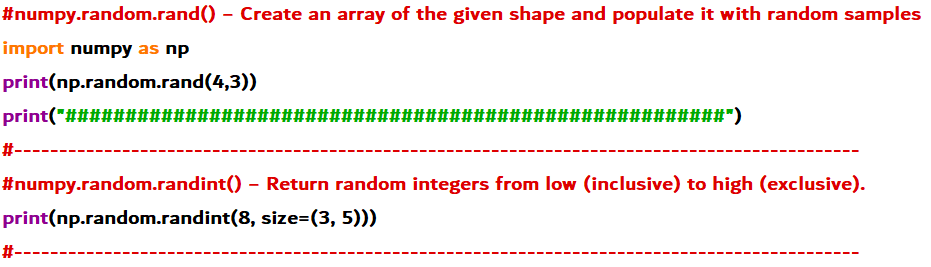 #numpy.random.rand() – Create an array of the given shape and populate it with random samples
import numpy as np
print(np.random.rand(4,3))
print("#######################################################")
#----------------------------------------------------------------------------------------------
#numpy.random.randint() – Return random integers from low (inclusive) to high (exclusive).
print(np.random.randint(8, size=(3, 5)))
#----------------------------------------------------------------------------------------------